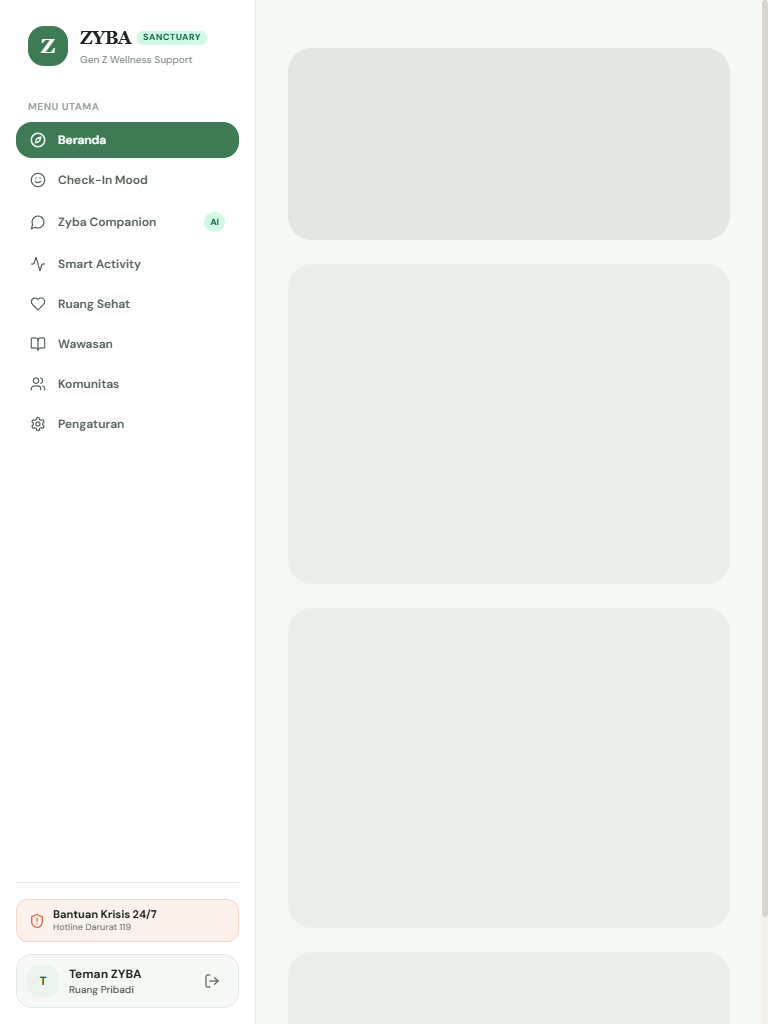 Z
ZYBA SANCTUARY
Gen Z Wellness Support
MENU UTAMA
Beranda
Check-In Mood
Zyba Companion AI
Smart Activity
Ruang Sehat
Wawasan
Komunitas
Pengaturan
Bantuan Krisis 24/7
Hotline Darurat 119
T
Teman ZYBA
Ruang Pribadi